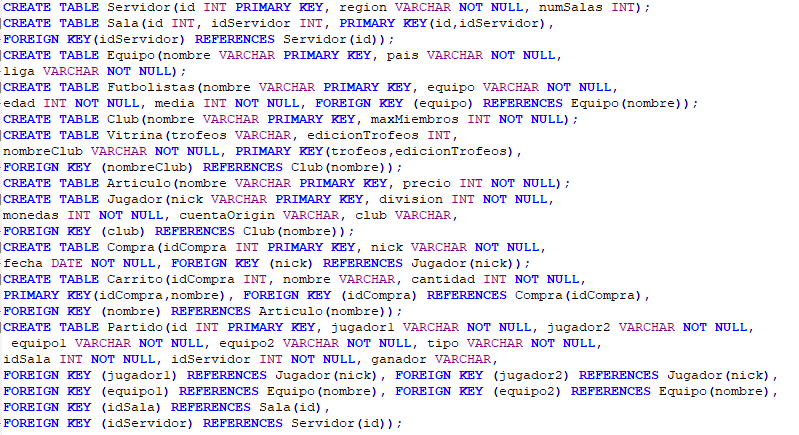 CREATE TABLE Servidor(id INT PRIMARY KEY, region VARCHAR NOT NULL, numSalas INT);
CREATE TABLE Sala(id INT, idServidor INT, PRIMARY KEY(id,idServidor),
FOREIGN KEY(idServidor) REFERENCES Servidor(id));
CREATE TABLE Equipo(nombre VARCHAR PRIMARY KEY, pais VARCHAR NOT NULL,
liga VARCHAR NOT NULL);
CREATE TABLE Futbolistas(nombre VARCHAR PRIMARY KEY, equipo VARCHAR NOT NULL,
edad INT NOT NULL, media INT NOT NULL, FOREIGN KEY (equipo) REFERENCES Equipo(nombre));
CREATE TABLE Club(nombre VARCHAR PRIMARY KEY, maxMiembros INT NOT NULL);
CREATE TABLE Vitrina(trofeos VARCHAR, edicionTrofeos INT,
nombreClub VARCHAR NOT NULL, PRIMARY KEY(trofeos,edicionTrofeos),
FOREIGN KEY (nombreClub) REFERENCES Club(nombre));
CREATE TABLE Articulo(nombre VARCHAR PRIMARY KEY, precio INT NOT NULL);
CREATE TABLE Jugador(nick VARCHAR PRIMARY KEY, division INT NOT NULL,
monedas INT NOT NULL, cuentaOrigin VARCHAR, club VARCHAR,
FOREIGN KEY (club) REFERENCES Club(nombre));
CREATE TABLE Compra(idCompra INT PRIMARY KEY, nick VARCHAR NOT NULL,
fecha DATE NOT NULL, FOREIGN KEY (nick) REFERENCES Jugador(nick));
CREATE TABLE Carrito(idCompra INT, nombre VARCHAR, cantidad INT NOT NULL,
PRIMARY KEY(idCompra,nombre), FOREIGN KEY (idCompra) REFERENCES Compra(idCompra),
FOREIGN KEY (nombre) REFERENCES Articulo(nombre));
CREATE TABLE Partido(id INT PRIMARY KEY, jugador1 VARCHAR NOT NULL, jugador2 VARCHAR NOT NULL,
equipo1 VARCHAR NOT NULL, equipo2 VARCHAR NOT NULL, tipo VARCHAR NOT NULL,
idSala INT NOT NULL, idServidor INT NOT NULL, ganador VARCHAR,
FOREIGN KEY (jugador1) REFERENCES Jugador(nick), FOREIGN KEY (jugador2) REFERENCES Jugador(nick),
FOREIGN KEY (equipo1) REFERENCES Equipo(nombre), FOREIGN KEY (equipo2) REFERENCES Equipo(nombre),
FOREIGN KEY (idSala) REFERENCES Sala(id),
FOREIGN KEY (idServidor) REFERENCES Servidor(id));